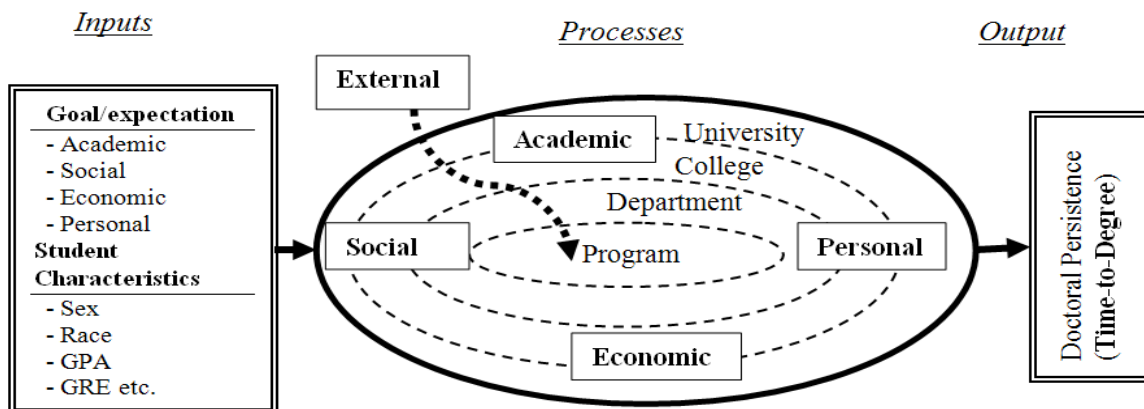 Inputs
Processes
Output
Goal/expectation
- Academic
- Social
- Economic
- Personal
Student
Characteristics
- Sex
- Race
- GPA
- GRE etc.
External
Academic
University
College
Department
Social
Program
Personal
Economic
Doctoral Persistence
(Time-to-Degree)